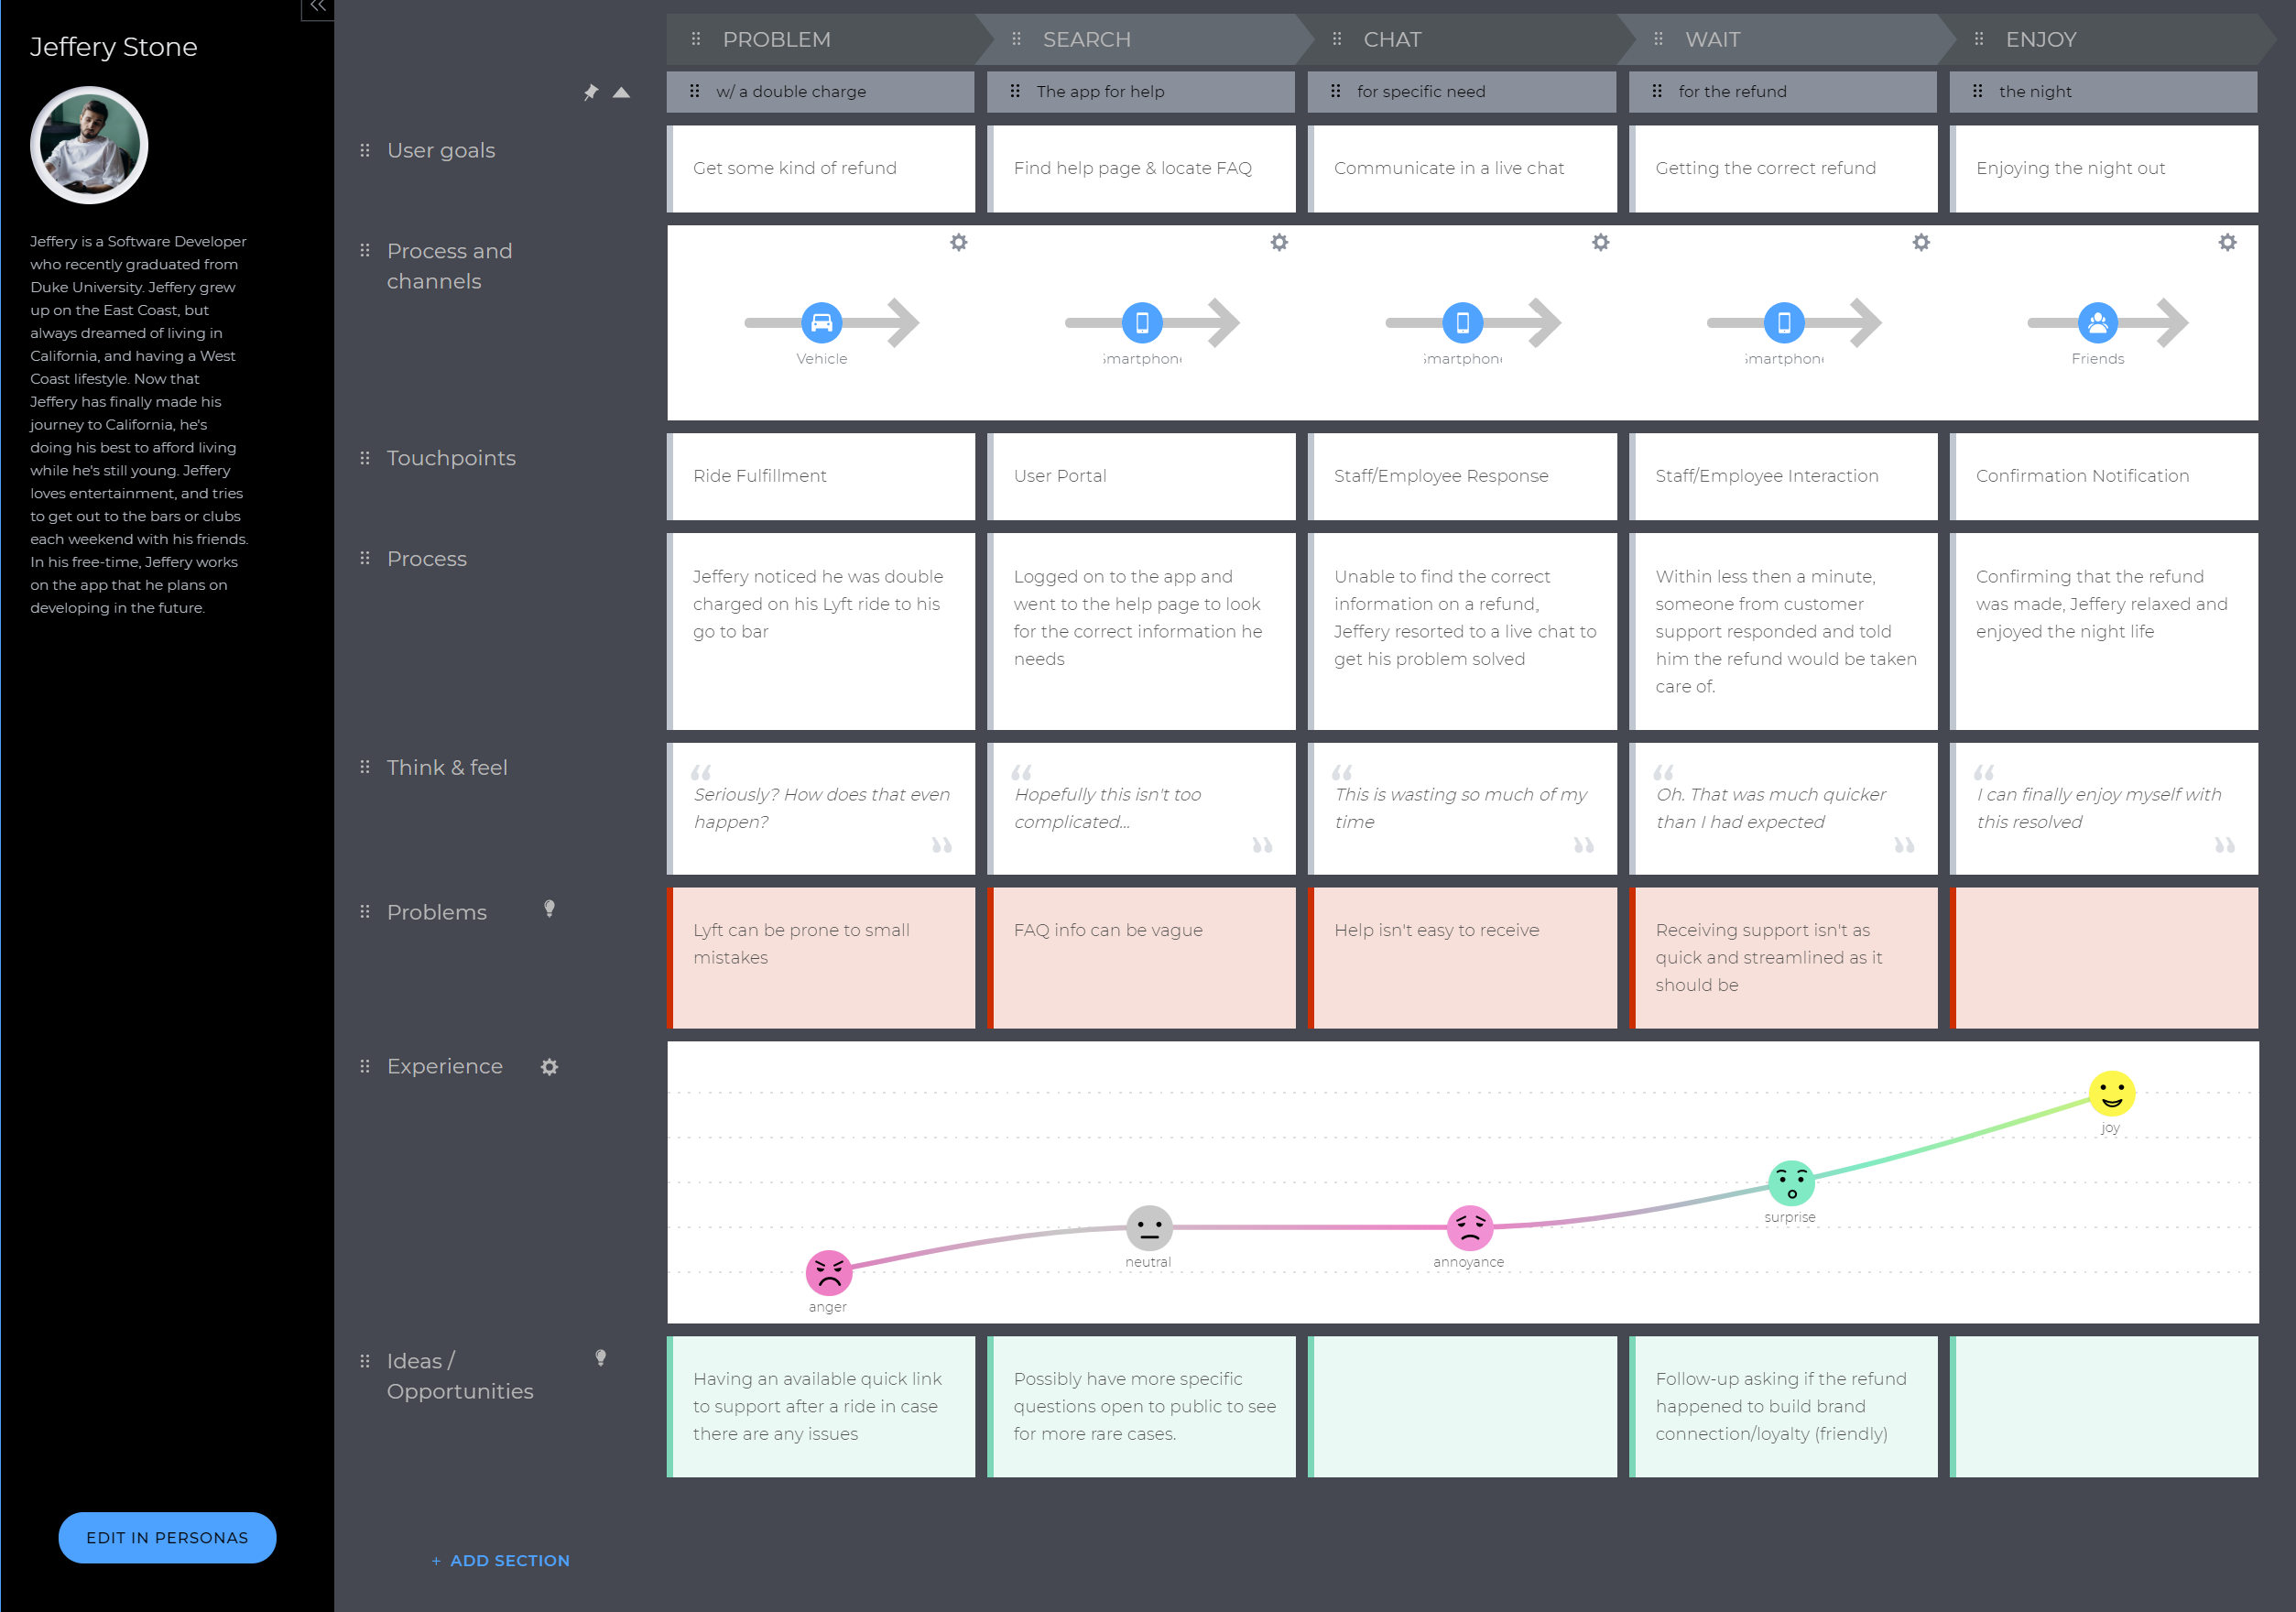 Jeffery Stone
Jeffery is a Software Developer
who recently graduated from
Duke University. Jeffery grew
up on the East Coast, but
always dreamed of living in
California, and having a West
Coast lifestyle. Now that
Jeffery has finally made his
journey to California, he's
doing his best to afford living
while he's still young. Jeffery
loves entertainment, and tries
to get out to the bars or clubs
each weekend with his friends.
In his free-time, Jeffery works
on the app that he plans on
developing in the future.
EDIT IN PERSONAS
PROBLEM
SEARCH
CHAT
WAIT
ENJOY
w/ a double charge
The app for help
for specific need
for the refund
the night
User goals
Get some kind of refund
Find help page & locate FAQ
Communicate in a live chat
Getting the correct refund
Enjoying the night out
Process and
channels
Vehicle
Smartphone
Smartphone
Smartphone
Friends
Touchpoints
Ride Fulfillment
User Portal
Staff/Employee Response
Staff/Employee Interaction
Confirmation Notification
Process
Jeffery noticed he was double
charged on his Lyft ride to his
go to bar
Logged on to the app and
went to the help page to look
for the correct information he
needs
Unable to find the correct
information on a refund,
Jeffery resorted to a live chat to
get his problem solved
Within less then a minute,
someone from customer
support responded and told
him the refund would be taken
care of.
Confirming that the refund
was made, Jeffery relaxed and
enjoyed the night life
Think & feel
“
Seriously? How does that even
happen?
”
“
Hopefully this isn't too
complicated...
”
“
This is wasting so much of my
time
”
“
Oh. That was much quicker
than I had expected
”
“
I can finally enjoy myself with
this resolved
”
Problems
Lyft can be prone to small
mistakes
FAQ info can be vague
Help isn't easy to receive
Receiving support isn't as
quick and streamlined as it
should be
Experience
anger
neutral
annoyance
surprise
joy
Ideas /
Opportunities
Having an available quick link
to support after a ride in case
there are any issues
Possibly have more specific
questions open to public to see
for more rare cases.
Follow-up asking if the refund
happened to build brand
connection/loyalty (friendly)
+ ADD SECTION